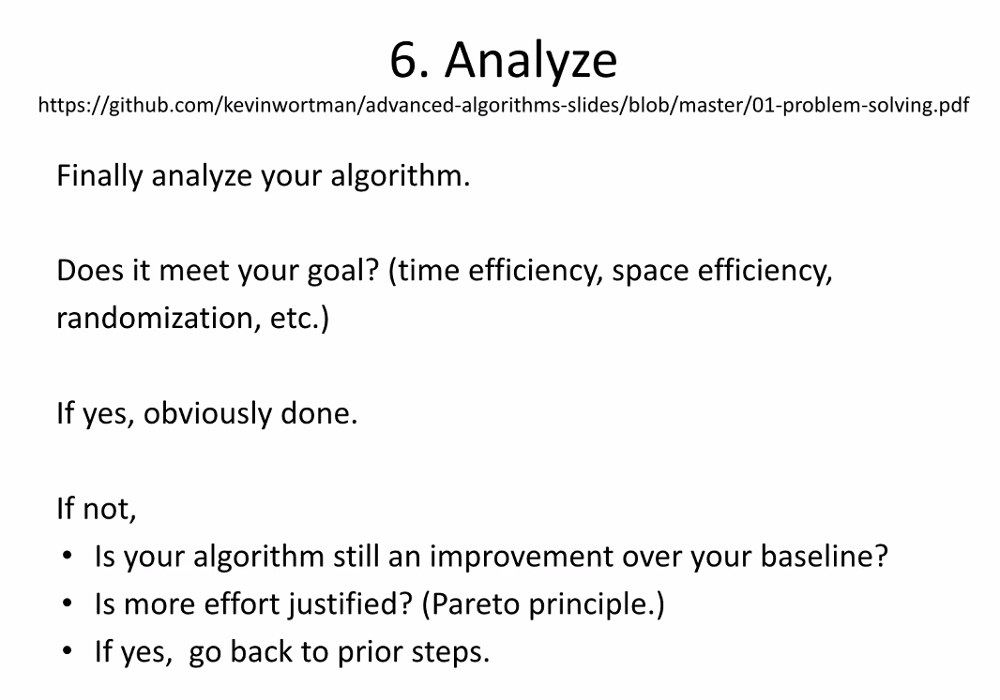 6. Analyze
https://github.com/kevinwortman/advanced-algorithms-slides/blob/master/01-problem-solving.pdf
Finally analyze your algorithm.
Does it meet your goal? (time efficiency, space efficiency,
randomization, etc.)
If yes, obviously done.
If not,
• Is your algorithm still an improvement over your baseline?
• Is more effort justified? (Pareto principle.)
• If yes,  go back to prior steps.